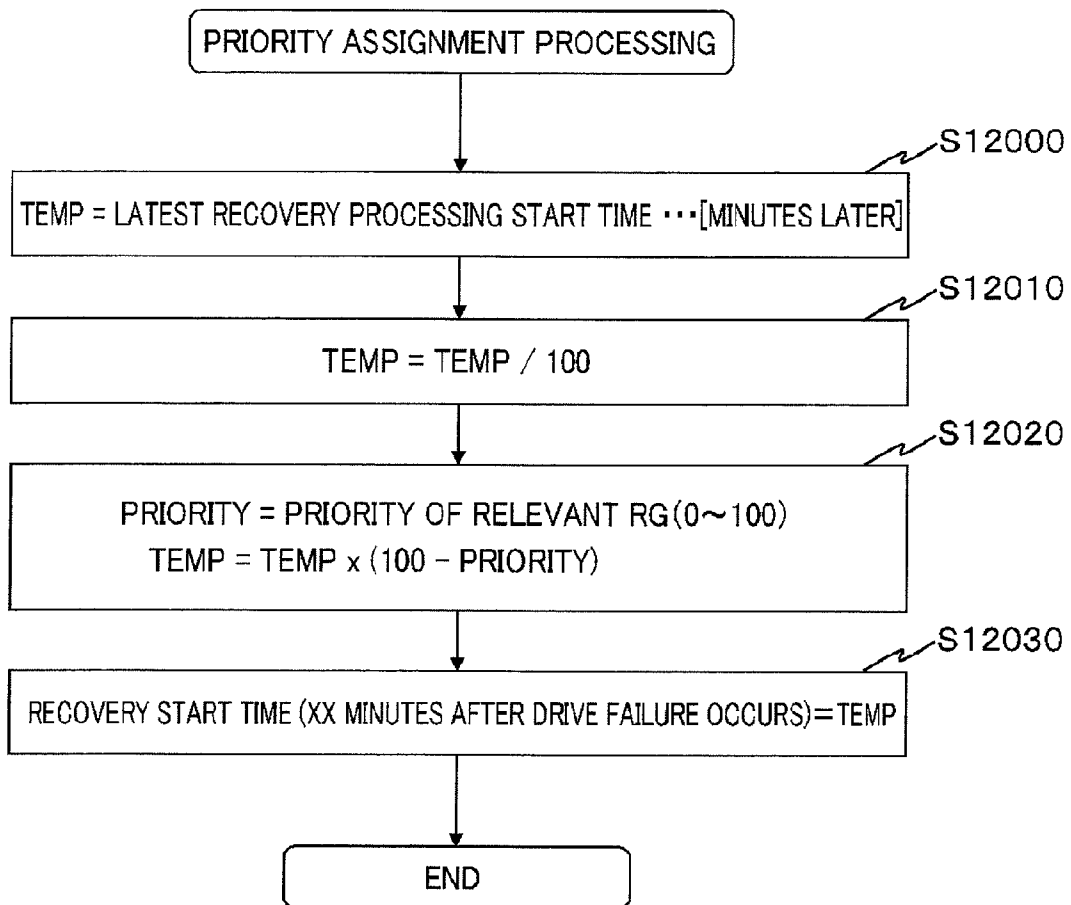 PRIORITY ASSIGNMENT PROCESSING
S12000
TEMP = LATEST RECOVERY PROCESSING START TIME ･･･[MINUTES LATER]
S12010
TEMP = TEMP / 100
S12020
PRIORITY = PRIORITY OF RELEVANT RG(0～100)
TEMP = TEMP x (100 − PRIORITY)
S12030
RECOVERY START TIME (XX MINUTES AFTER DRIVE FAILURE OCCURS)=TEMP
END